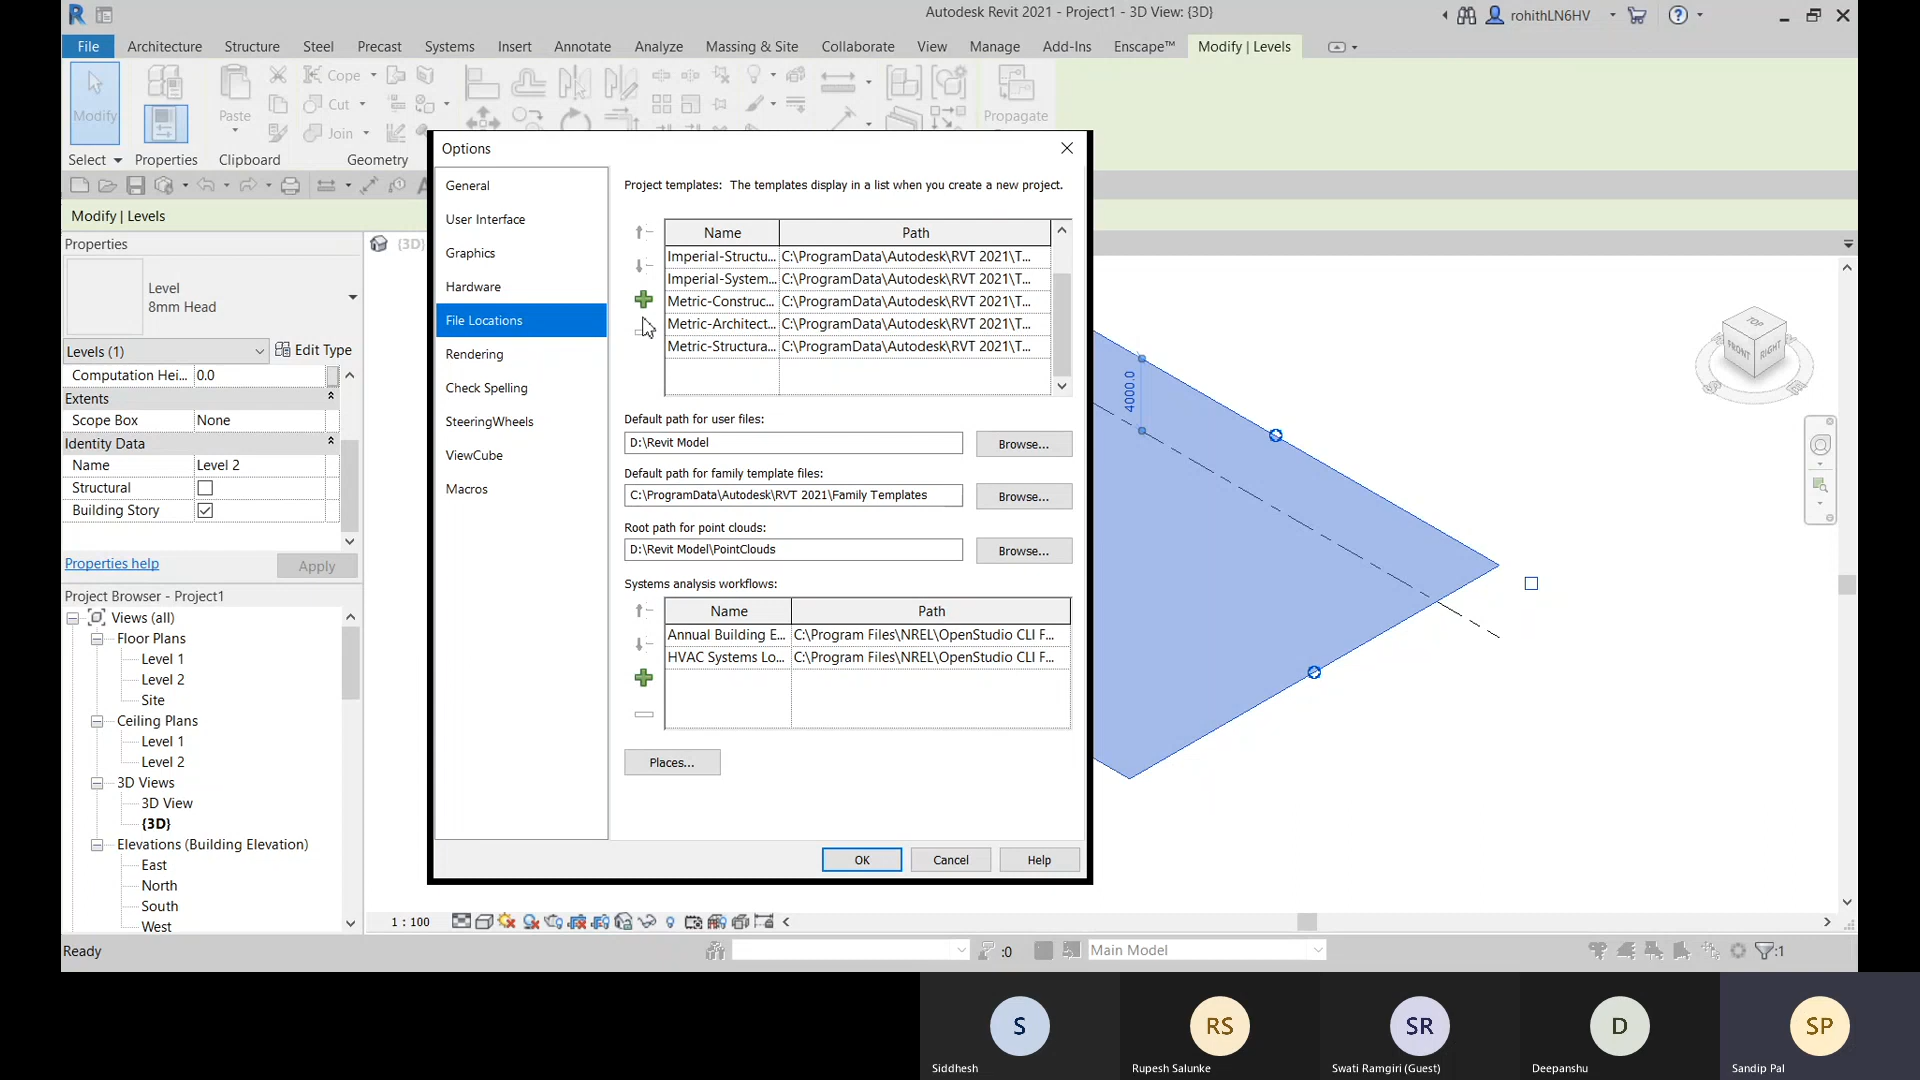 Autodesk Revit 2021 - Project1 - 3D View: {3D}
rohithLN6HV
File
Architecture
Structure
Steel
Precast
Systems
Insert
Annotate
Analyze
Massing & Site
Collaborate
View
Manage
Add-Ins
Enscape™
Modify | Levels
Modify
Paste
Cope
Cut
Join
Propagate
Select
Properties
Clipboard
Geometry
Modify | Levels
Properties
{3D}
Level
8mm Head
Levels (1)
Edit Type
Computation Hei... 0.0
Extents
Scope Box None
Identity Data
Name Level 2
Structural
Building Story
Properties help
Apply
Project Browser - Project1
Views (all)
Floor Plans
Level 1
Level 2
Site
Ceiling Plans
Level 1
Level 2
3D Views
3D View
{3D}
Elevations (Building Elevation)
East
North
South
West
Options
General
User Interface
Graphics
Hardware
File Locations
Rendering
Check Spelling
SteeringWheels
ViewCube
Macros
Project templates: The templates display in a list when you create a new project.
Name Path
Imperial-Structu... C:\ProgramData\Autodesk\RVT 2021\T...
Imperial-System... C:\ProgramData\Autodesk\RVT 2021\T...
Metric-Construc... C:\ProgramData\Autodesk\RVT 2021\T...
Metric-Architect... C:\ProgramData\Autodesk\RVT 2021\T...
Metric-Structura... C:\ProgramData\Autodesk\RVT 2021\T...
Default path for user files:
D:\Revit Model
Browse...
Default path for family template files:
C:\ProgramData\Autodesk\RVT 2021\Family Templates
Browse...
Root path for point clouds:
D:\Revit Model\PointClouds
Browse...
Systems analysis workflows:
Name Path
Annual Building E... C:\Program Files\NREL\OpenStudio CLI F...
HVAC Systems Lo... C:\Program Files\NREL\OpenStudio CLI F...
Places...
OK
Cancel
Help
4000.0
TOP
FRONT
RIGHT
1 : 100
Ready
:0
Main Model
:1
S
Siddhesh
RS
Rupesh Salunke
SR
Swati Ramgiri (Guest)
D
Deepanshu
SP
Sandip Pal